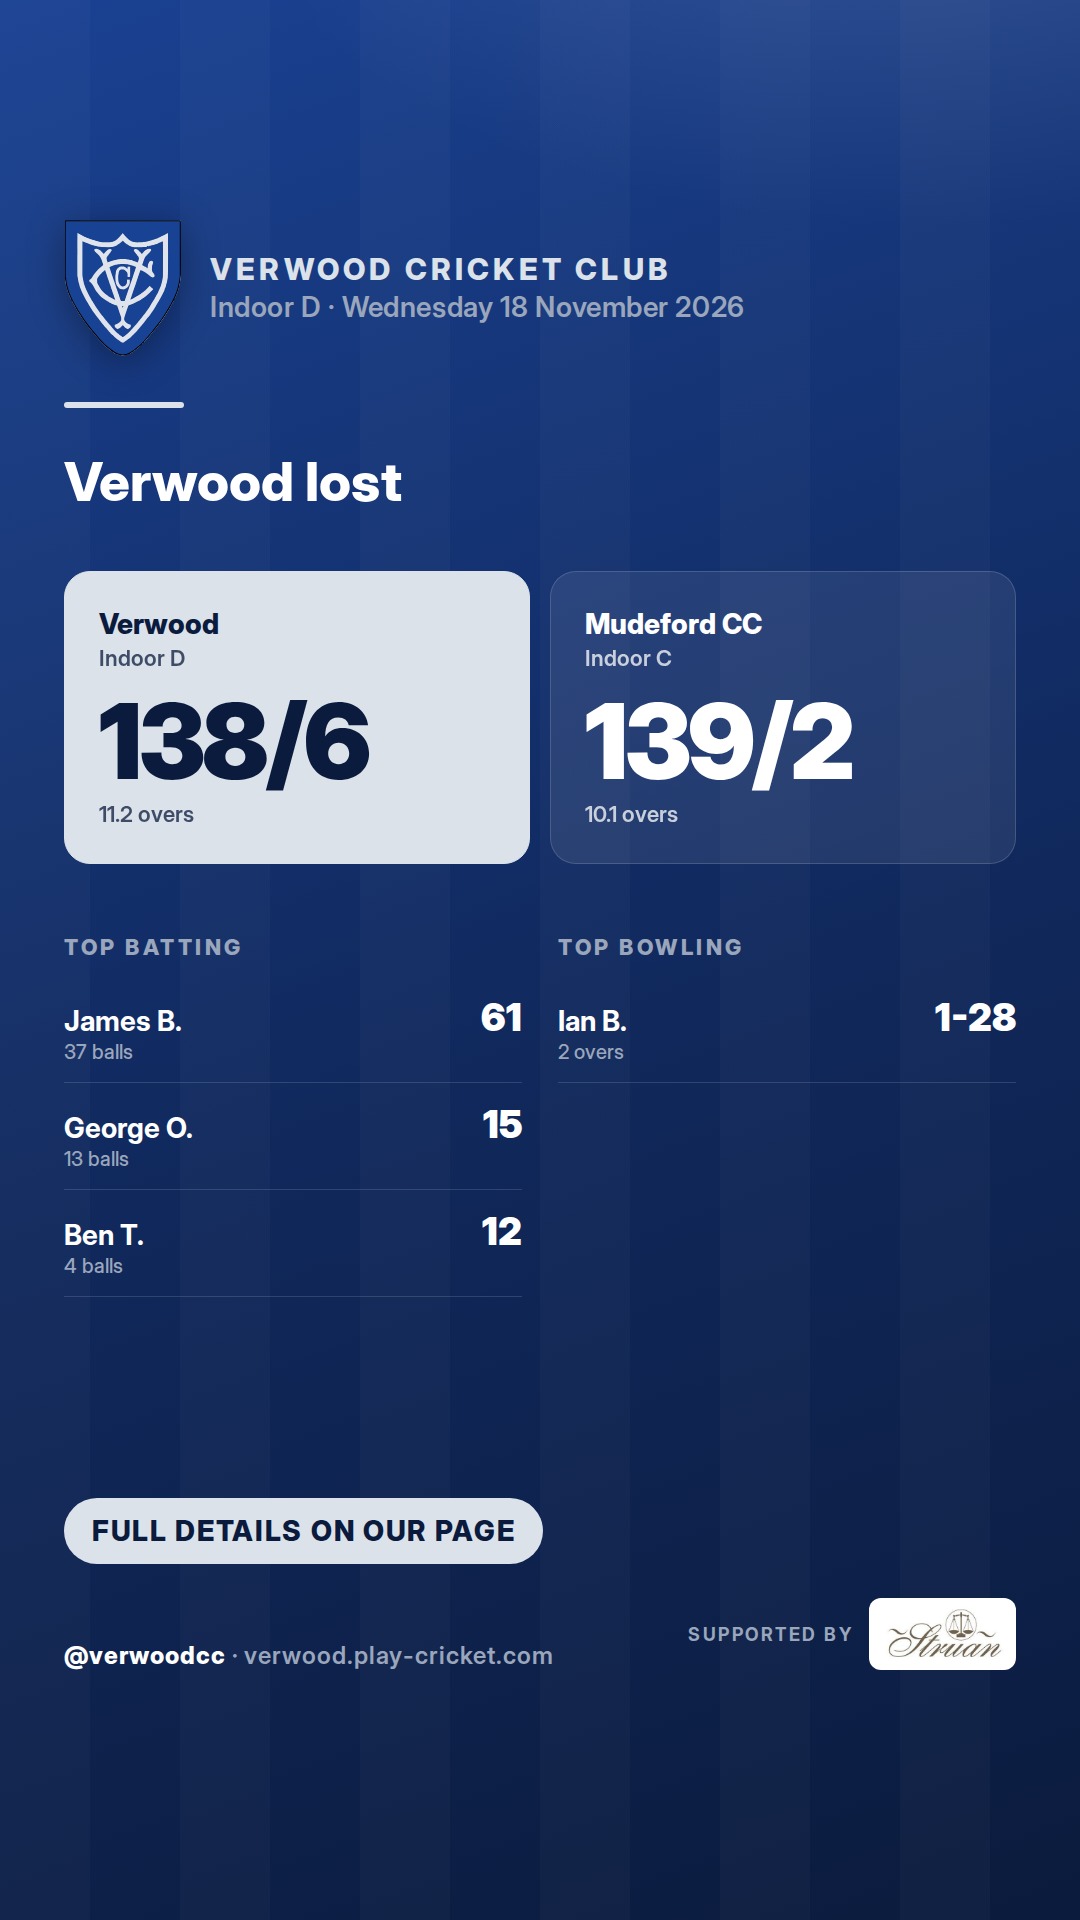 VERWOOD CRICKET CLUB
Indoor D · Wednesday 18 November 2026
Verwood lost
Verwood
Indoor D
138/6
11.2 overs
Mudeford CC
Indoor C
139/2
10.1 overs
TOP BATTING
James B. 61
37 balls
George O. 15
13 balls
Ben T. 12
4 balls
TOP BOWLING
Ian B. 1-28
2 overs
FULL DETAILS ON OUR PAGE
@verwoodcc · verwood.play-cricket.com
SUPPORTED BY
~Struan~